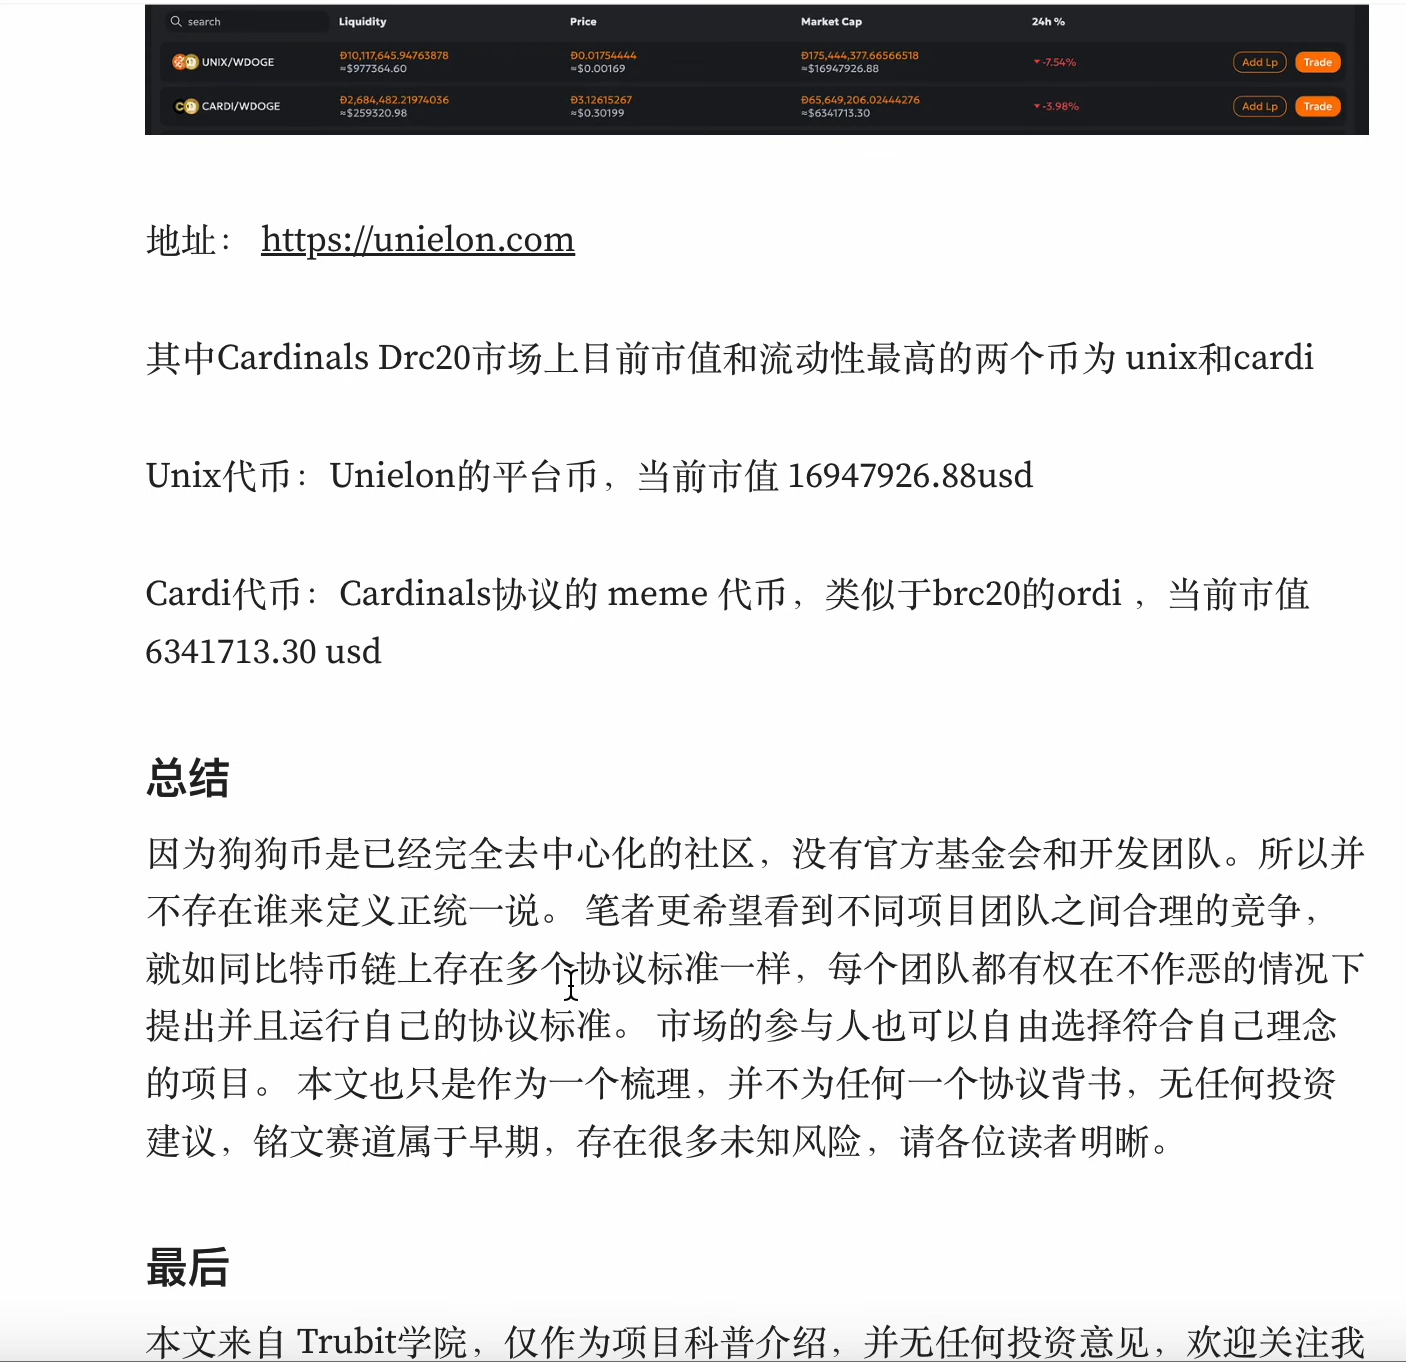 search Liquidity Price Market Cap 24h %
Ð10,117,645.94763878 Ð0.01754444 Ð175,444,377.66566518
UNIX/WDOGE -7.54% Add Lp Trade
≈$977364.60 ≈$0.00169 ≈$16947926.88
Ð2,684,482.21974036 Ð3.12615267 Ð65,649,206.02444276
CARDI/WDOGE -3.98% Add Lp Trade
≈$259320.98 ≈$0.30199 ≈$6341713.30
地址： https://unielon.com
其中Cardinals Drc20市场上目前市值和流动性最高的两个币为 unix和cardi
Unix代币：Unielon的平台币，当前市值 16947926.88usd
Cardi代币：Cardinals协议的 meme 代币，类似于brc20的ordi ，当前市值
6341713.30 usd
总结
因为狗狗币是已经完全去中心化的社区，没有官方基金会和开发团队。所以并
不存在谁来定义正统一说。 笔者更希望看到不同项目团队之间合理的竞争，
就如同比特币链上存在多个协议标准一样，每个团队都有权在不作恶的情况下
提出并且运行自己的协议标准。 市场的参与人也可以自由选择符合自己理念
的项目。 本文也只是作为一个梳理，并不为任何一个协议背书，无任何投资
建议，铭文赛道属于早期，存在很多未知风险，请各位读者明晰。
最后
本文来自 Trubit学院，仅作为项目科普介绍，并无任何投资意见，欢迎关注我